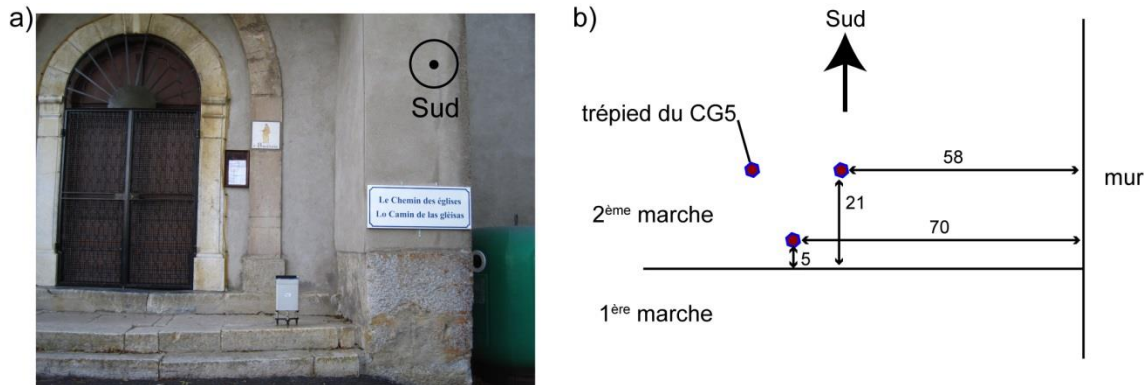 a)
Sud
Le Chemin des églises
Lo Camin de las glèisas
b)
Sud
trépied du CG5
58
mur
21
2ème marche
70
5
1ère marche